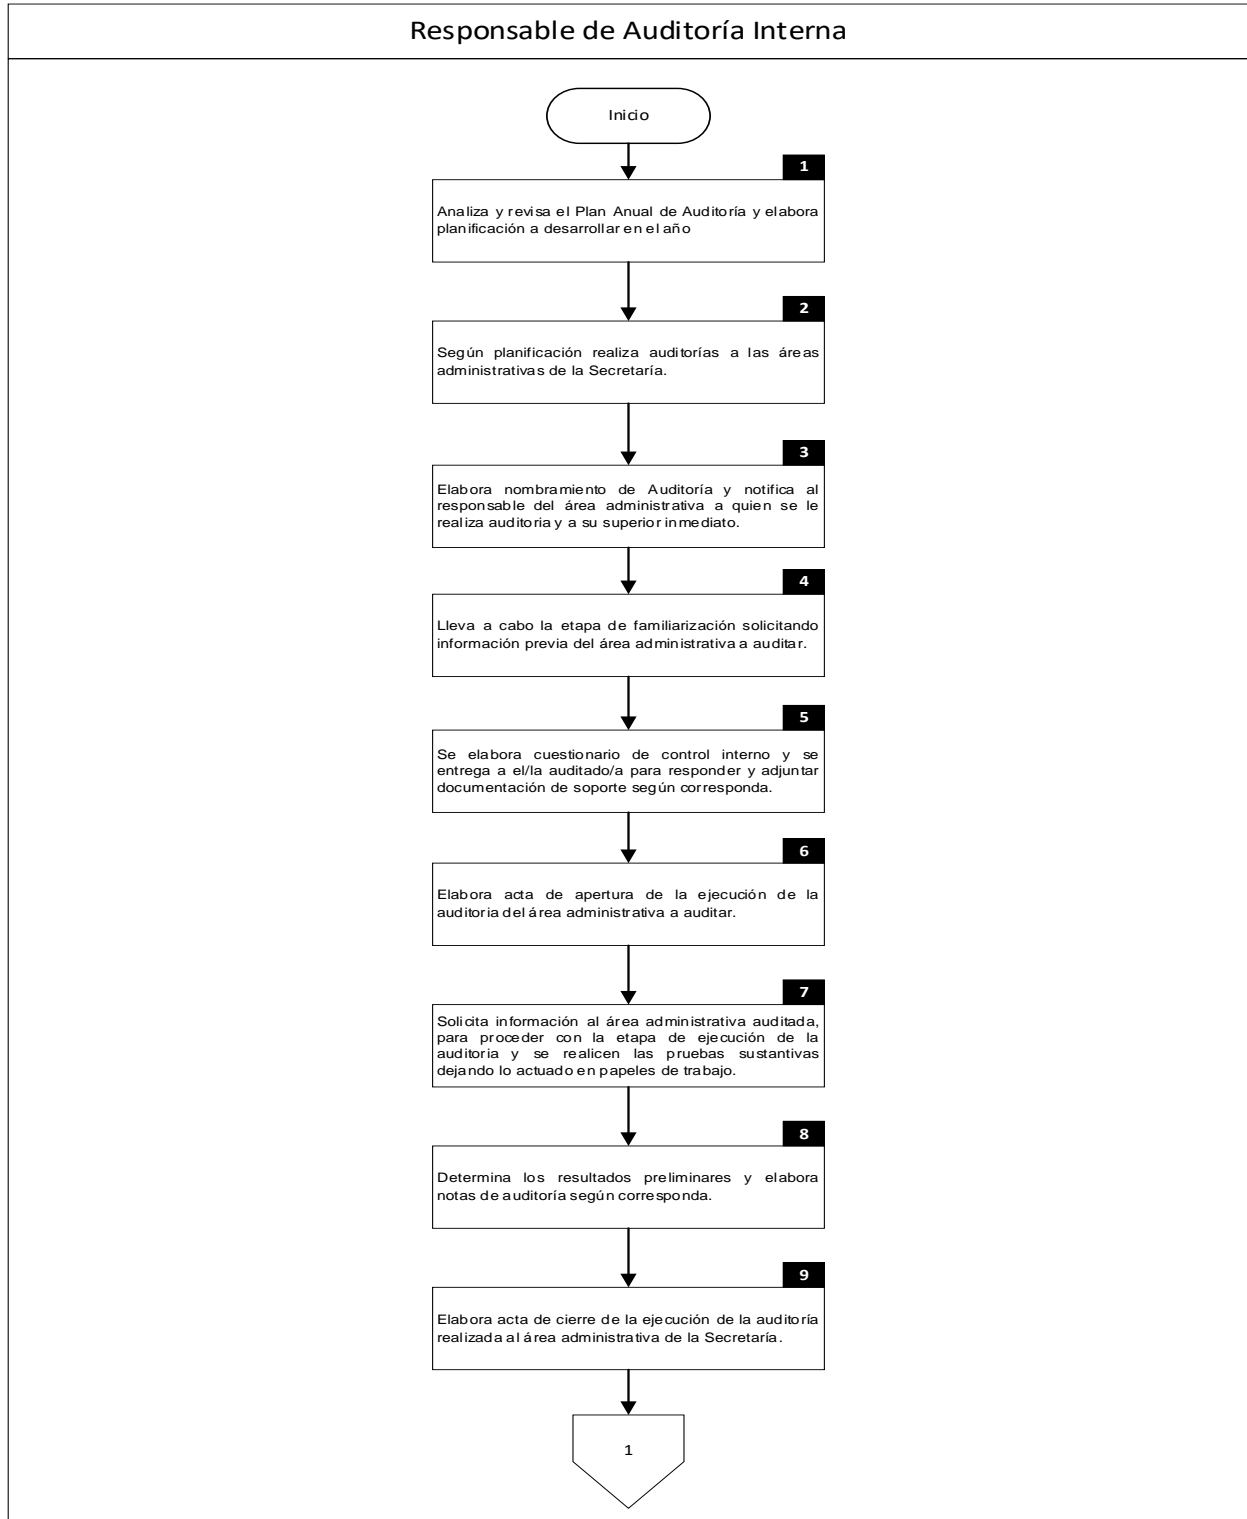 Responsable de Auditoría Interna
Inicio
1
Analiza y revisa el Plan Anual de Auditoría y elabora
planificación a desarrollar en el año
2
Según planificación realiza auditorías a las áreas
administrativas de la Secretaría.
3
Elabora nombramiento de Auditoría y notifica al
responsable del área administrativa a quien se le
realiza auditoria y a su superior inmediato.
4
Lleva a cabo la etapa de familiarización solicitando
información previa del área administrativa a auditar.
5
Se elabora cuestionario de control interno y se
entrega a el/la auditado/a para responder y adjuntar
documentación de soporte según corresponda.
6
Elabora acta de apertura de la ejecución de la
auditoria del área administrativa a auditar.
7
Solicita información al área administrativa auditada,
para proceder con la etapa de ejecución de la
auditoria y se realicen las pruebas sustantivas
dejando lo actuado en papeles de trabajo.
8
Determina los resultados preliminares y elabora
notas de auditoría según corresponda.
9
Elabora acta de cierre de la ejecución de la auditoría
realizada al área administrativa de la Secretaría.
1